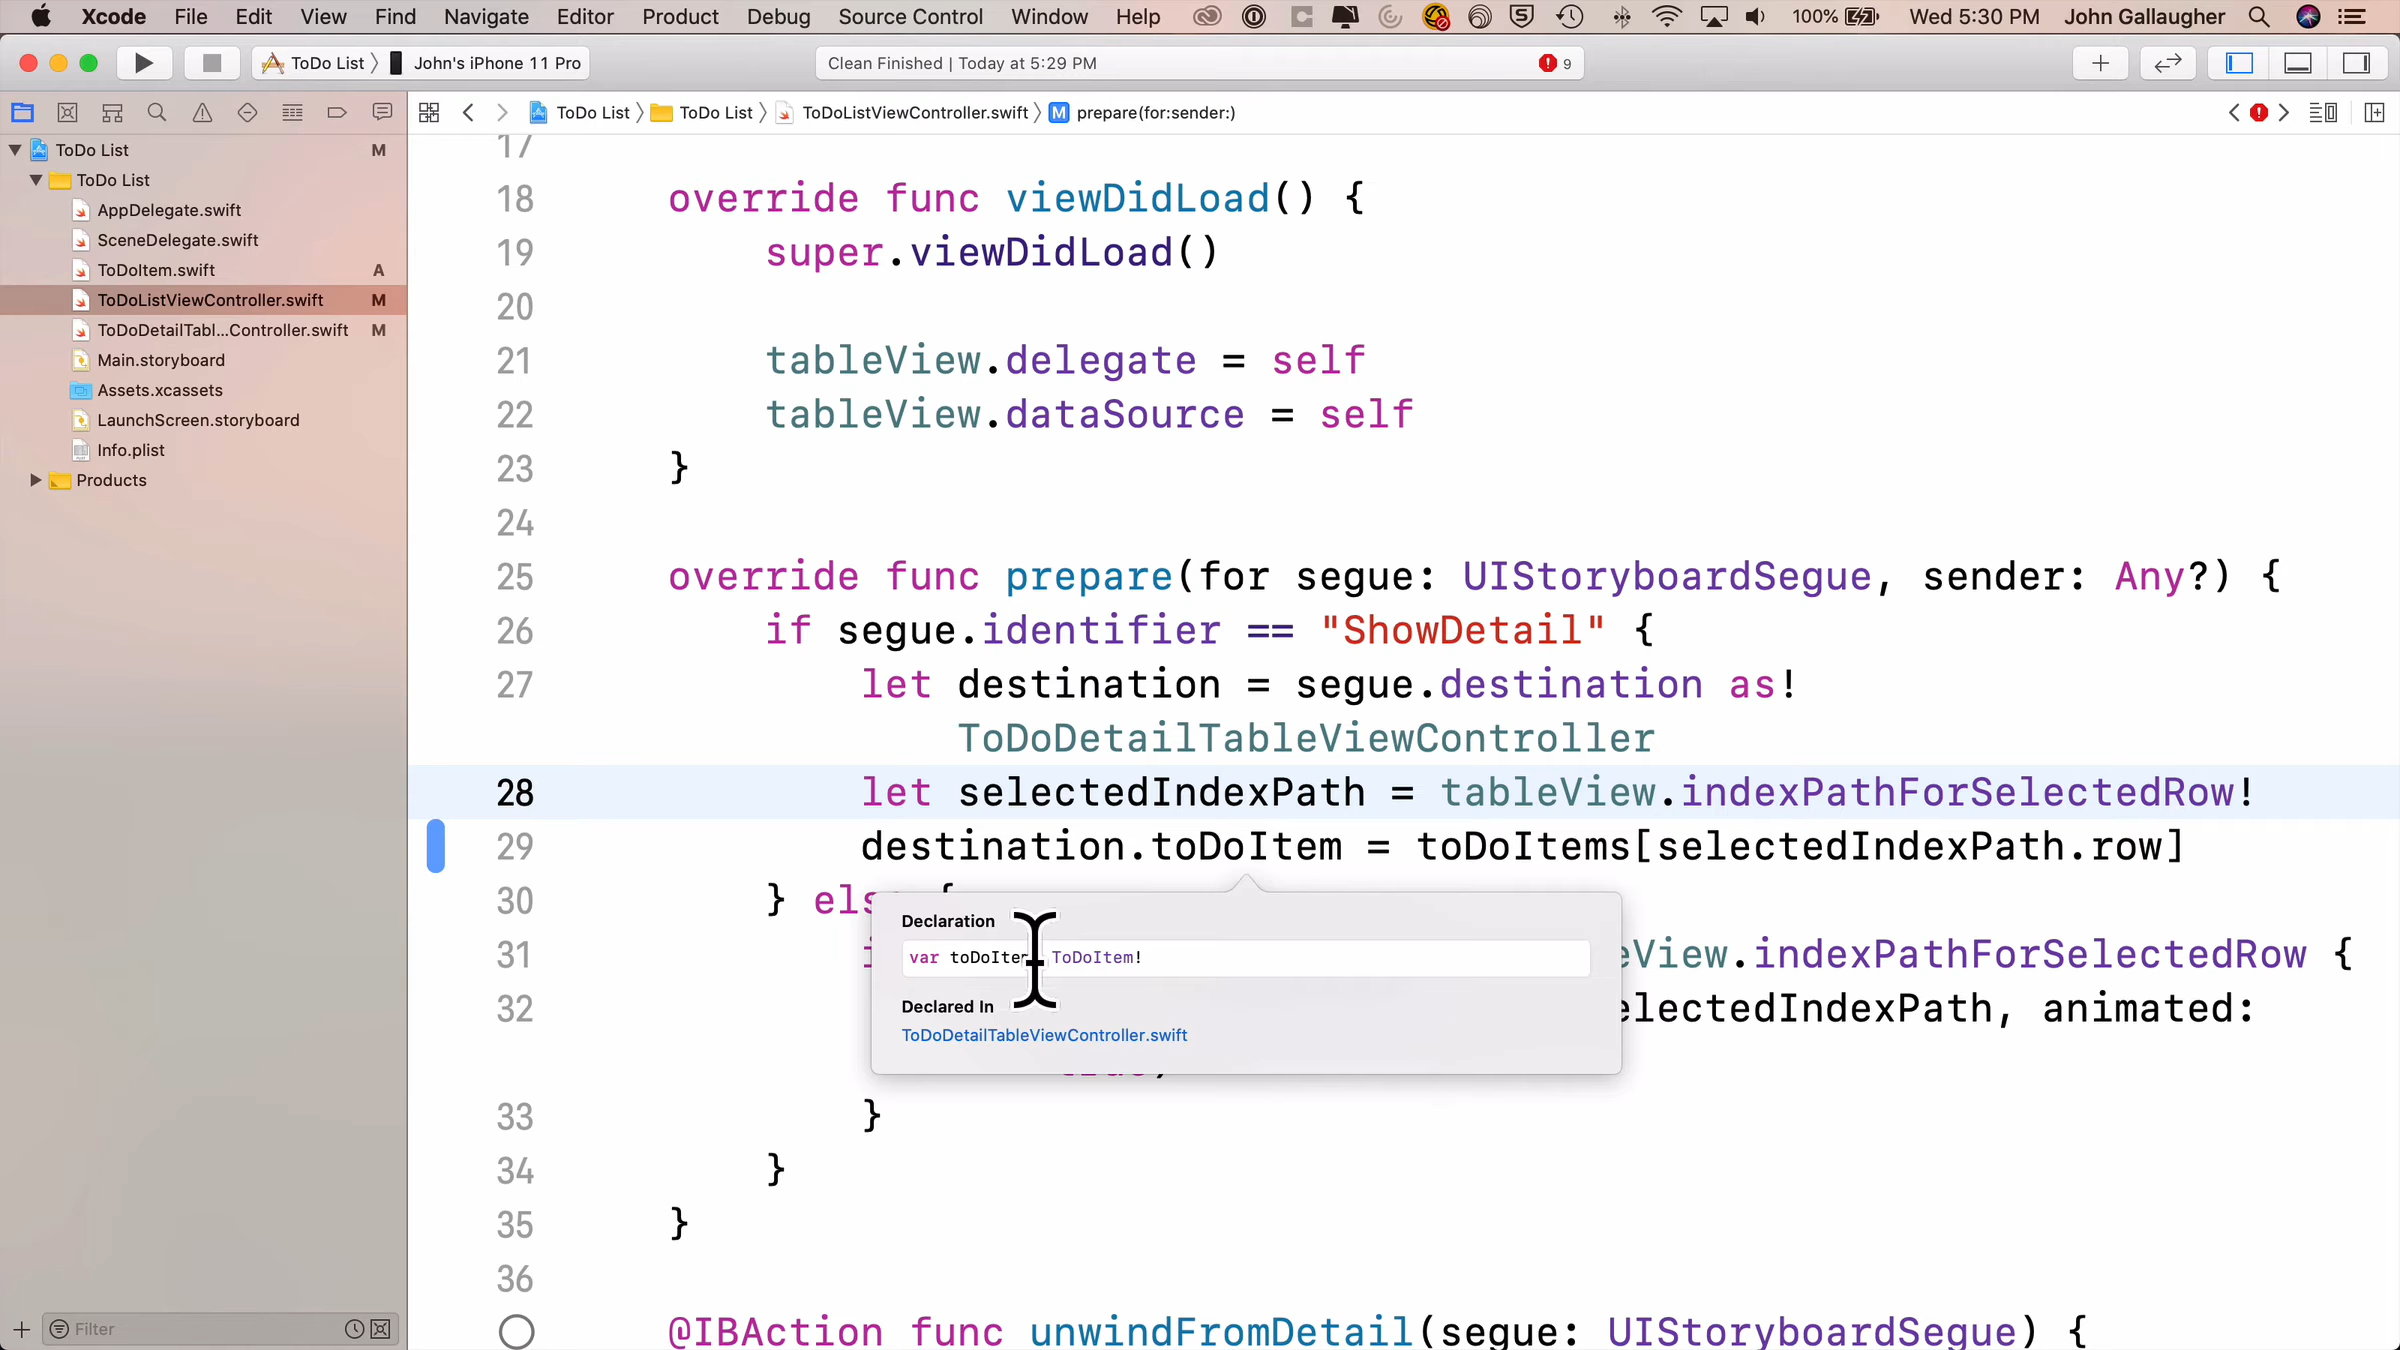 Xcode File Edit View Find Navigate Editor Product Debug Source Control Window Help 100% Wed 5:30 PM John Gallaugher
ToDo List 〉 John's iPhone 11 Pro
Clean Finished | Today at 5:29 PM 9
ToDo List 〉 ToDo List 〉 ToDoListViewController.swift 〉 M prepare(for:sender:)
ToDo List M
ToDo List
AppDelegate.swift
SceneDelegate.swift
ToDoItem.swift A
ToDoListViewController.swift M
ToDoDetailTabl...Controller.swift M
Main.storyboard
Assets.xcassets
LaunchScreen.storyboard
Info.plist
Products
Filter
17
18 override func viewDidLoad() {
19 super.viewDidLoad()
20
21 tableView.delegate = self
22 tableView.dataSource = self
23 }
24
25 override func prepare(for segue: UIStoryboardSegue, sender: Any?) {
26 if segue.identifier == "ShowDetail" {
27 let destination = segue.destination as!
ToDoDetailTableViewController
28 let selectedIndexPath = tableView.indexPathForSelectedRow!
29 destination.toDoItem = toDoItems[selectedIndexPath.row]
30 } els {
Declaration
var toDoItem ToDoItem!
Declared In
ToDoDetailTableViewController.swift
31 eView.indexPathForSelectedRow {
32 electedIndexPath, animated:
33 }
34 }
35 }
36
@IBAction func unwindFromDetail(segue: UIStoryboardSegue) {